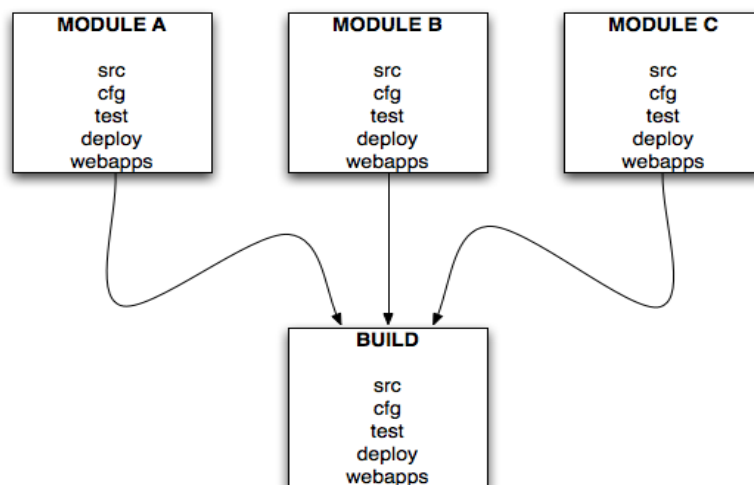 MODULE A
src
cfg
test
deploy
webapps
MODULE B
src
cfg
test
deploy
webapps
MODULE C
src
cfg
test
deploy
webapps
BUILD
src
cfg
test
deploy
webapps